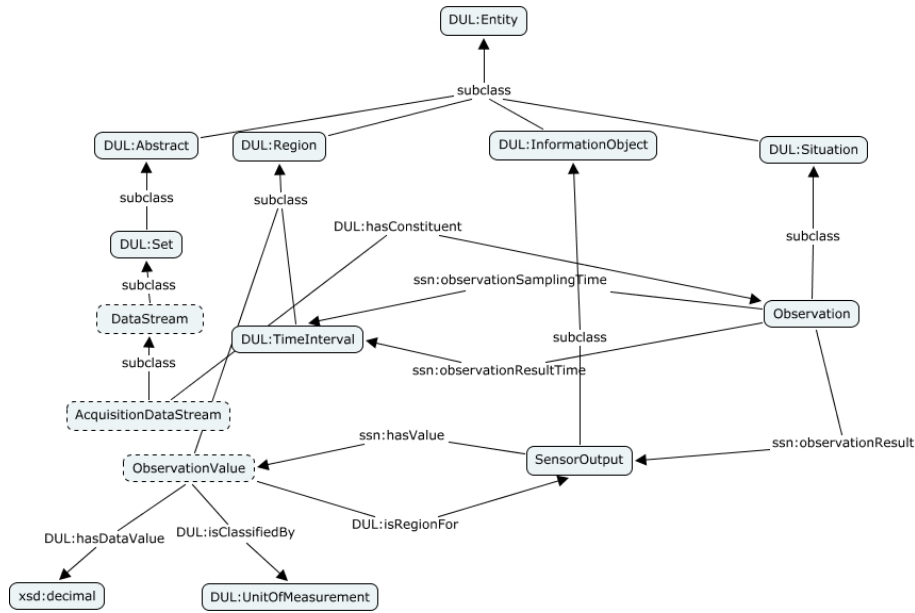 DUL:Entity
subclass
DUL:Abstract
DUL:Region
DUL:InformationObject
DUL:Situation
subclass
subclass
DUL:hasConstituent
subclass
DUL:Set
ssn:observationSamplingTime
subclass
DataStream
Observation
DUL:TimeInterval
subclass
subclass
ssn:observationResultTime
AcquisitionDataStream
ssn:hasValue
ssn:observationResult
ObservationValue
SensorOutput
DUL:hasDataValue
DUL:isClassifiedBy
DUL:isRegionFor
xsd:decimal
DUL:UnitOfMeasurement